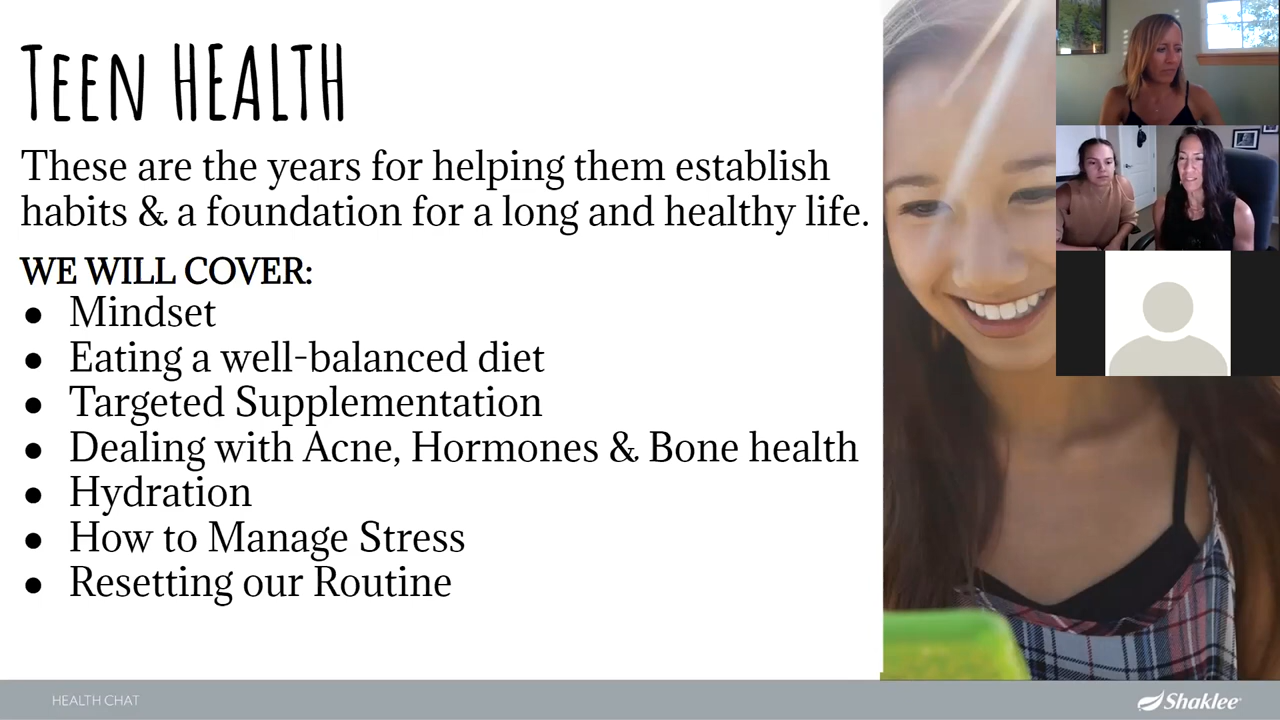 Teen HEALTH
These are the years for helping them establish
habits & a foundation for a long and healthy life.
WE WILL COVER:
● Mindset
● Eating a well-balanced diet
● Targeted Supplementation
● Dealing with Acne, Hormones & Bone health
● Hydration
● How to Manage Stress
● Resetting our Routine
HEALTH CHAT
Shaklee